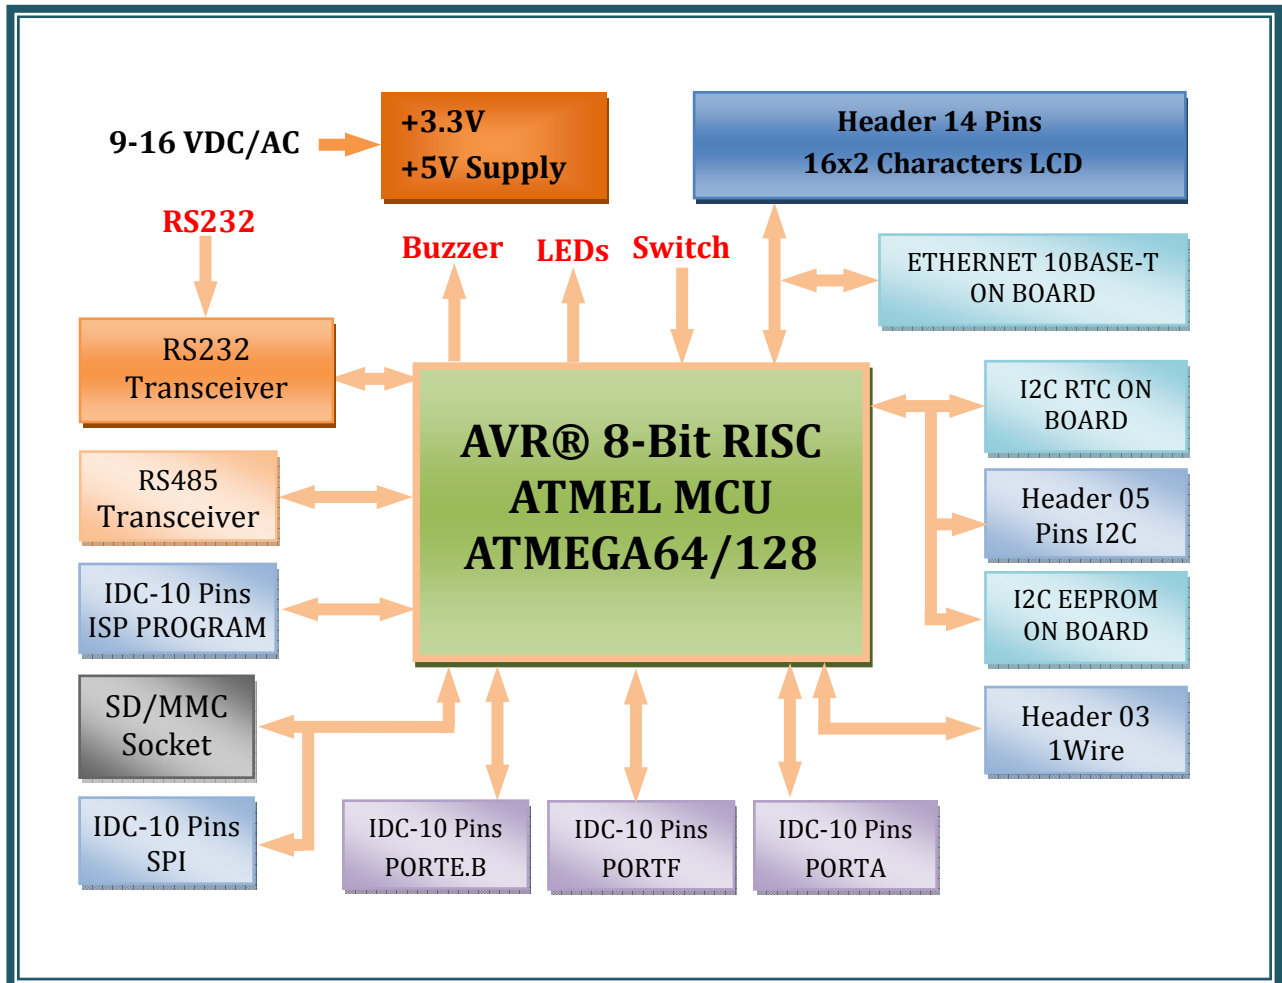 9-16 VDC/AC
+3.3V
+5V Supply
Header 14 Pins
16x2 Characters LCD
RS232
Buzzer
LEDs
Switch
ETHERNET 10BASE-T
ON BOARD
RS232
Transceiver
AVR® 8-Bit RISC
ATMEL MCU
ATMEGA64/128
I2C RTC ON
BOARD
RS485
Transceiver
Header 05
Pins I2C
IDC-10 Pins
ISP PROGRAM
I2C EEPROM
ON BOARD
SD/MMC
Socket
Header 03
1Wire
IDC-10 Pins
SPI
IDC-10 Pins
PORTE.B
IDC-10 Pins
PORTF
IDC-10 Pins
PORTA